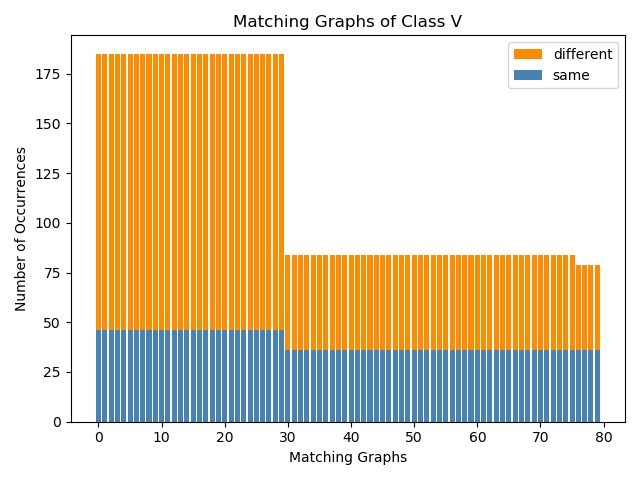 Matching Graphs of Class V
different
same
Number of Occurrences
175
150
125
100
75
50
25
0
0 10 20 30 40 50 60 70 80
Matching Graphs